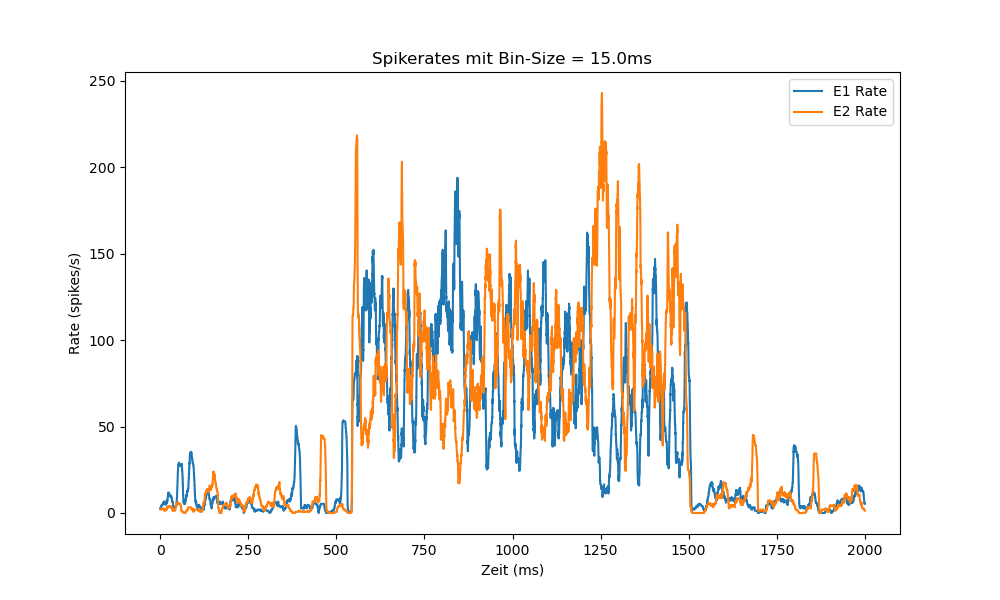 Spikerates mit Bin-Size = 15.0ms
E1 Rate
E2 Rate
Rate (spikes/s)
250
200
150
100
50
0
0 250 500 750 1000 1250 1500 1750 2000
Zeit (ms)